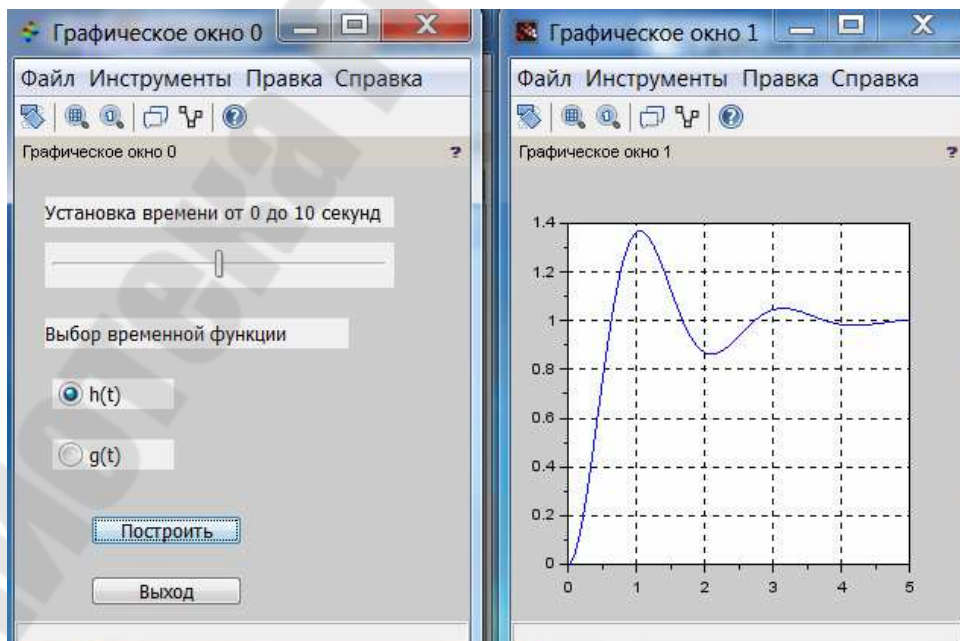 Графическое окно 0
Файл Инструменты Правка Справка
Графическое окно 0 ?
Установка времени от 0 до 10 секунд
Выбор временной функции
h(t)
g(t)
Построить
Выход
Графическое окно 1
Файл Инструменты Правка Справка
Графическое окно 1 ?
1.4
1.2
1
0.8
0.6
0.4
0.2
0
0 1 2 3 4 5